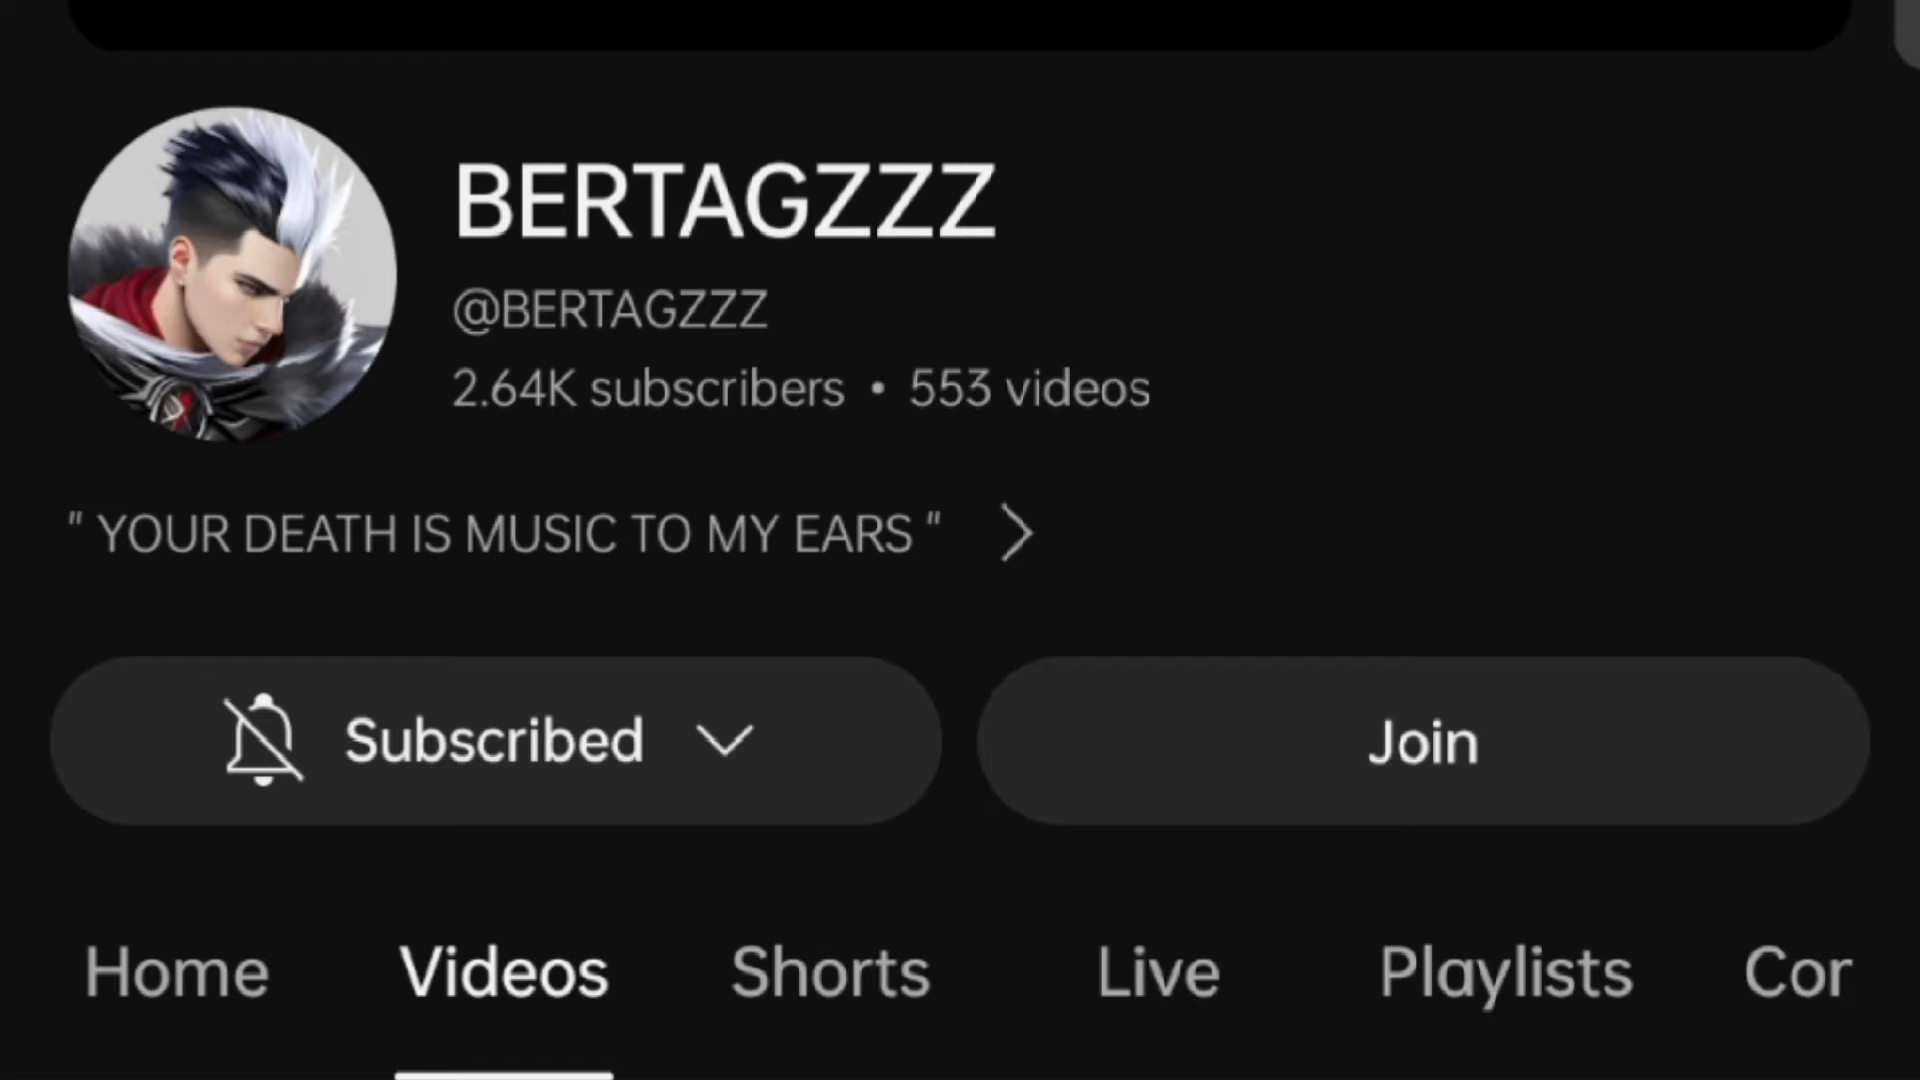 BERTAGZZZ
@BERTAGZZZ
2.64K subscribers • 553 videos
" YOUR DEATH IS MUSIC TO MY EARS "
Subscribed
Join
Home Videos Shorts Live Playlists Cor